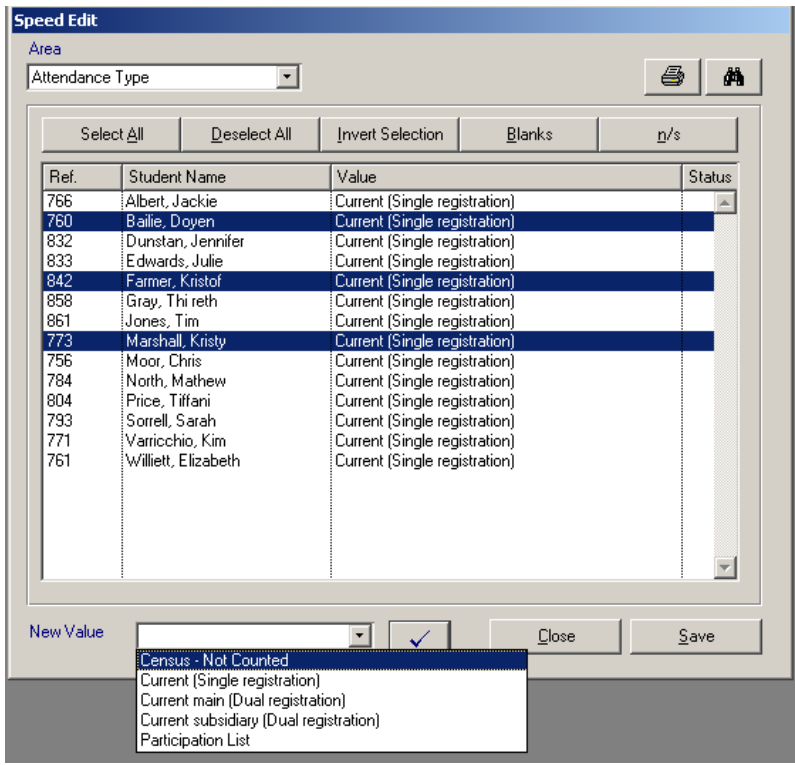 Speed Edit
Area
Attendance Type
Select All Deselect All Invert Selection Blanks n/s
Ref. Student Name Value Status
766 Albert, Jackie Current (Single registration)
760 Bailie, Doyen Current (Single registration)
832 Dunstan, Jennifer Current (Single registration)
833 Edwards, Julie Current (Single registration)
842 Farmer, Kristof Current (Single registration)
858 Gray, Thi reth Current (Single registration)
861 Jones, Tim Current (Single registration)
773 Marshall, Kristy Current (Single registration)
756 Moor, Chris Current (Single registration)
784 North, Mathew Current (Single registration)
804 Price, Tiffani Current (Single registration)
793 Sorrell, Sarah Current (Single registration)
771 Varricchio, Kim Current (Single registration)
761 Williett, Elizabeth Current (Single registration)
New Value Close Save
Census - Not Counted
Current (Single registration)
Current main (Dual registration)
Current subsidiary (Dual registration)
Participation List